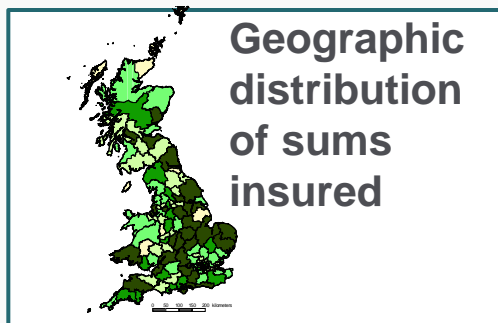 Geographic
distribution
of sums
insured
0 50 100 150 200 kilometers